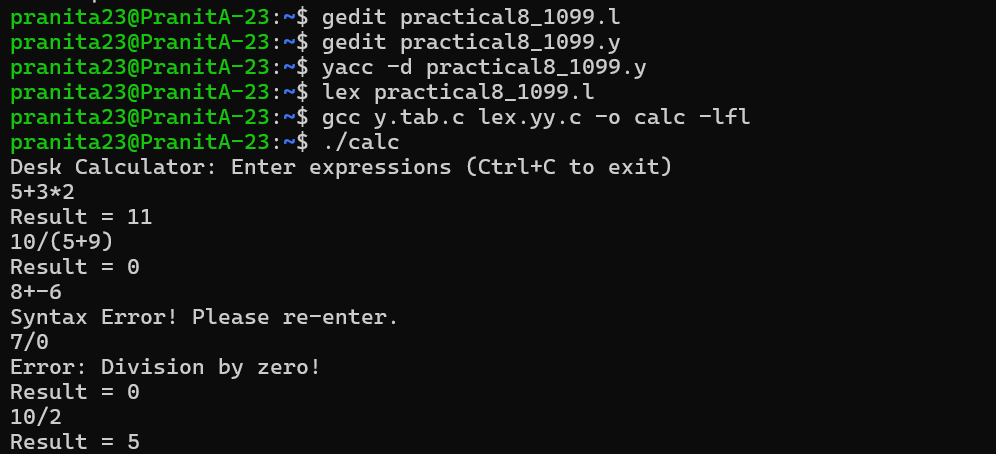 pranita23@PranitA-23:~$ gedit practical8_1099.l
pranita23@PranitA-23:~$ gedit practical8_1099.y
pranita23@PranitA-23:~$ yacc -d practical8_1099.y
pranita23@PranitA-23:~$ lex practical8_1099.l
pranita23@PranitA-23:~$ gcc y.tab.c lex.yy.c -o calc -lfl
pranita23@PranitA-23:~$ ./calc
Desk Calculator: Enter expressions (Ctrl+C to exit)
5+3*2
Result = 11
10/(5+9)
Result = 0
8+-6
Syntax Error! Please re-enter.
7/0
Error: Division by zero!
Result = 0
10/2
Result = 5